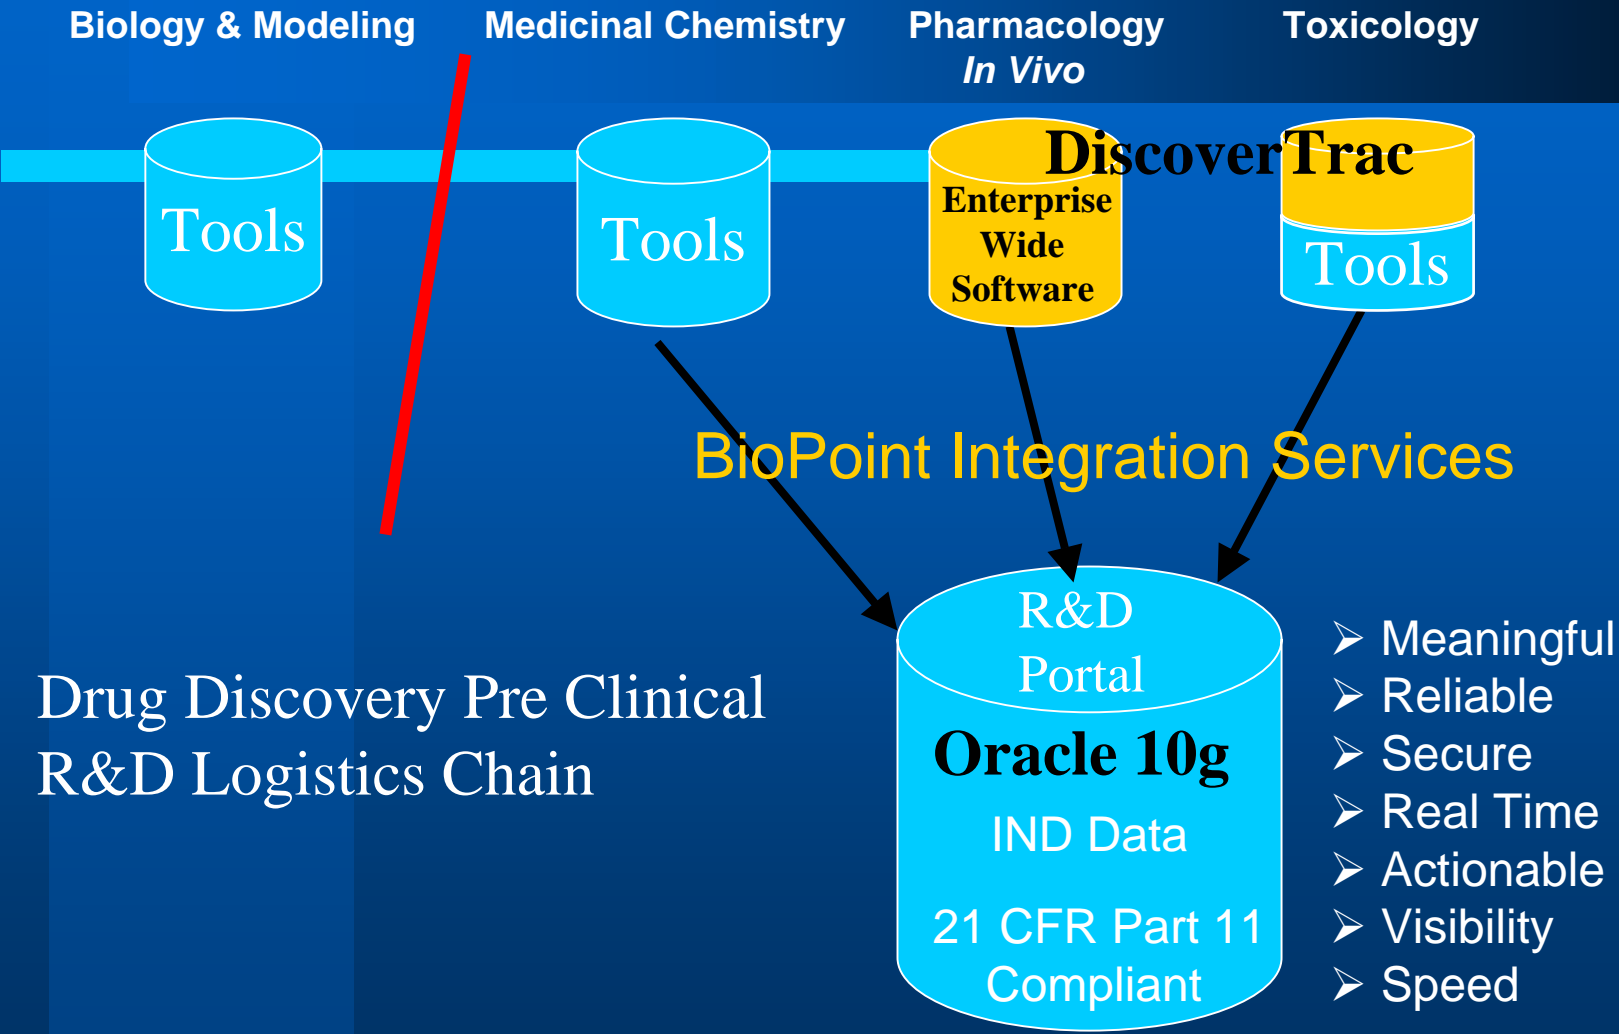 Biology & Modeling
Medicinal Chemistry
Pharmacology
In Vivo
Toxicology
Tools
Tools
DiscoverTrac
Enterprise
Wide
Software
Tools
BioPoint Integration Services
Drug Discovery Pre Clinical
R&D Logistics Chain
R&D
Portal
Oracle 10g
IND Data
21 CFR Part 11
Compliant
➢ Meaningful
➢ Reliable
➢ Secure
➢ Real Time
➢ Actionable
➢ Visibility
➢ Speed